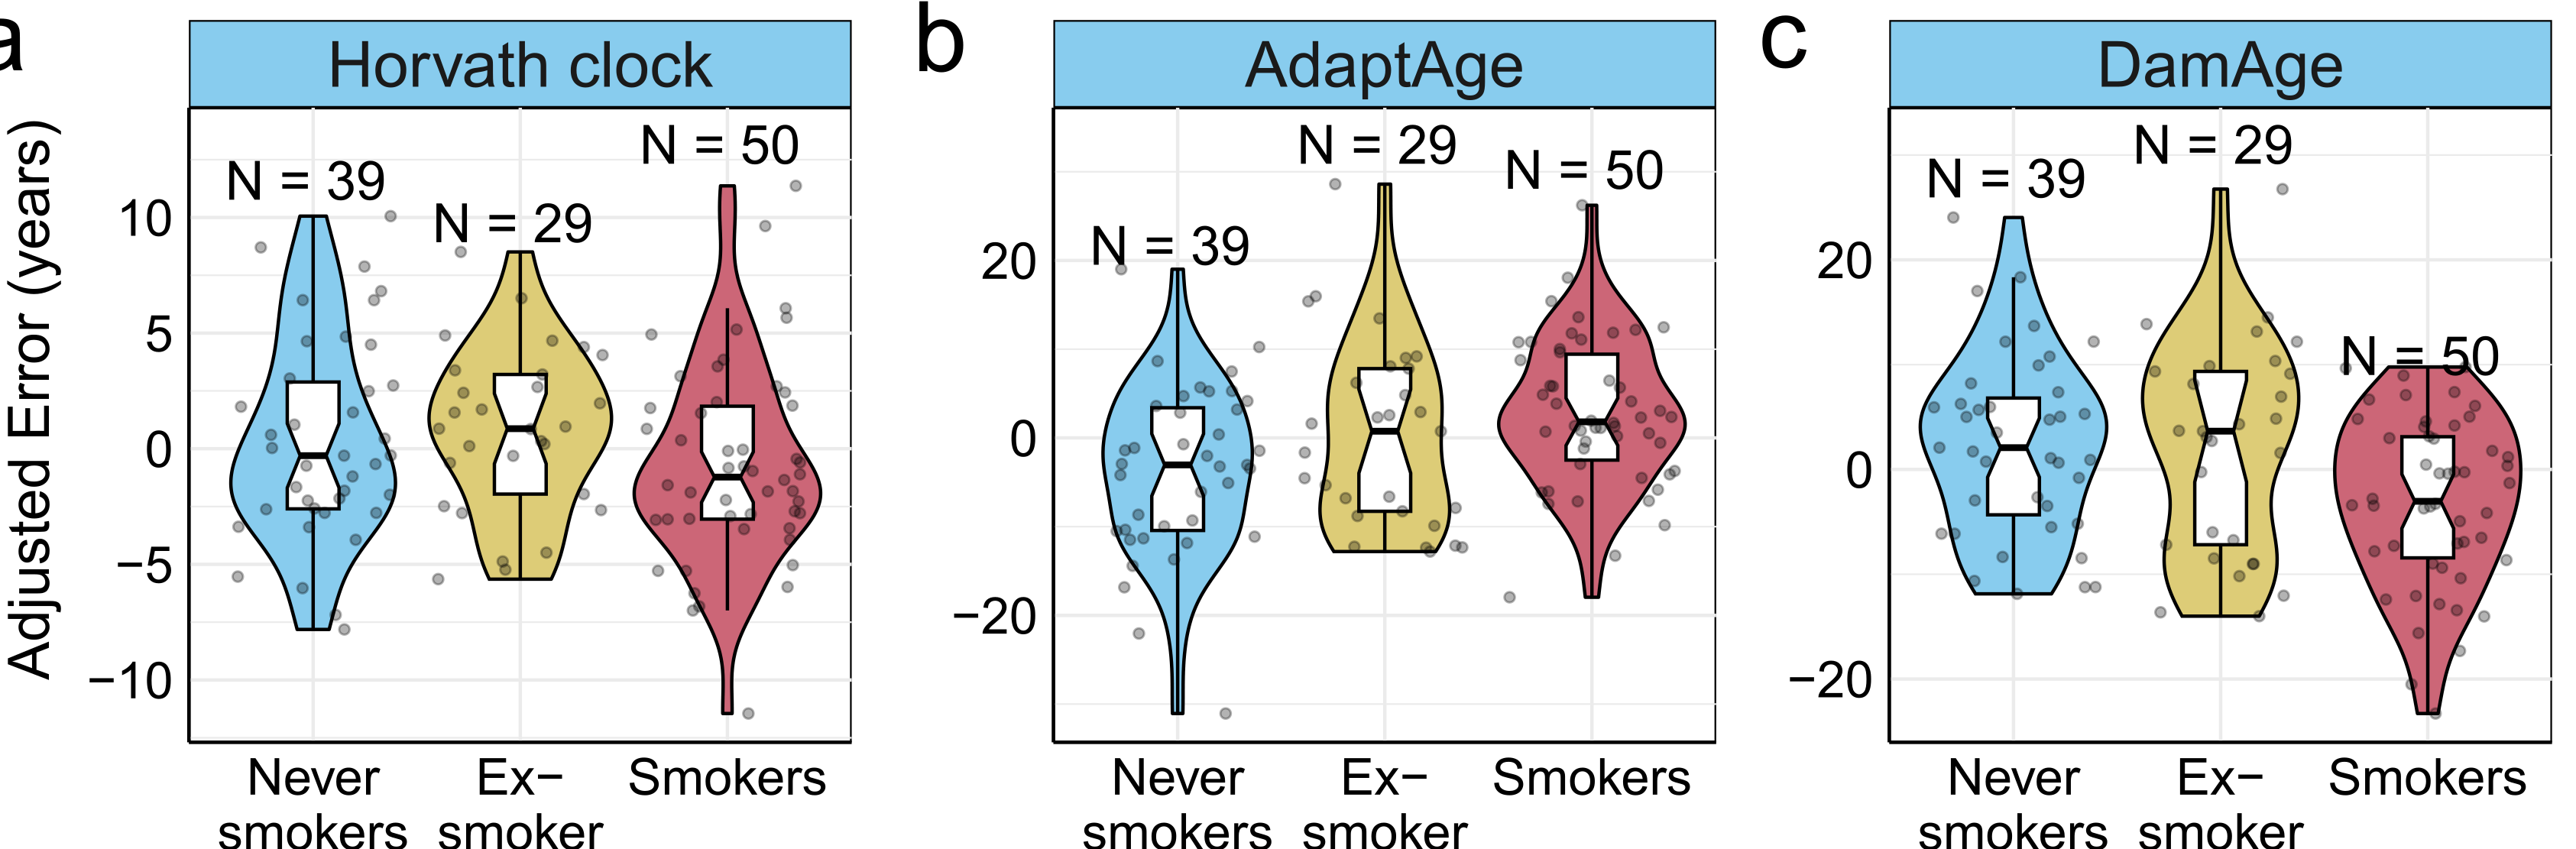 a
Horvath clock
Adjusted Error (years)
10
5
0
−5
−10
N = 39
N = 29
N = 50
Never
smokers
Ex−
smoker
Smokers
b
AdaptAge
20
0
−20
N = 39
N = 29
N = 50
Never
smokers
Ex−
smoker
Smokers
c
DamAge
20
0
−20
N = 39
N = 29
N = 50
Never
smokers
Ex−
smoker
Smokers